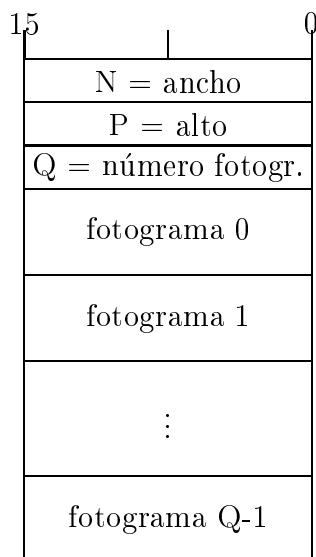 15 0
N = ancho
P = alto
Q = número fotogr.
fotograma 0
fotograma 1
⋮
fotograma Q-1